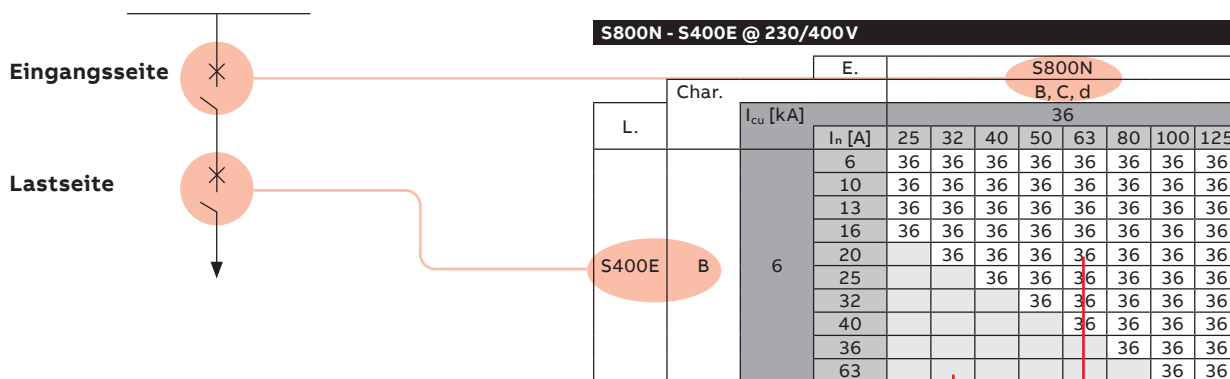 S800N - S400E @ 230/400 V
Eingangsseite
E. S800N
Char. B, C, d
L. Icu [kA] 36
In [A] 25 32 40 50 63 80 100 125
Lastseite
6 36 36 36 36 36 36 36 36
10 36 36 36 36 36 36 36 36
13 36 36 36 36 36 36 36 36
16 36 36 36 36 36 36 36 36
S400E B 6 20 36 36 36 36 36 36 36
25 36 36 36 36 36 36
32 36 36 36 36 36
40 36 36 36 36
36 36 36 36
63 36 36